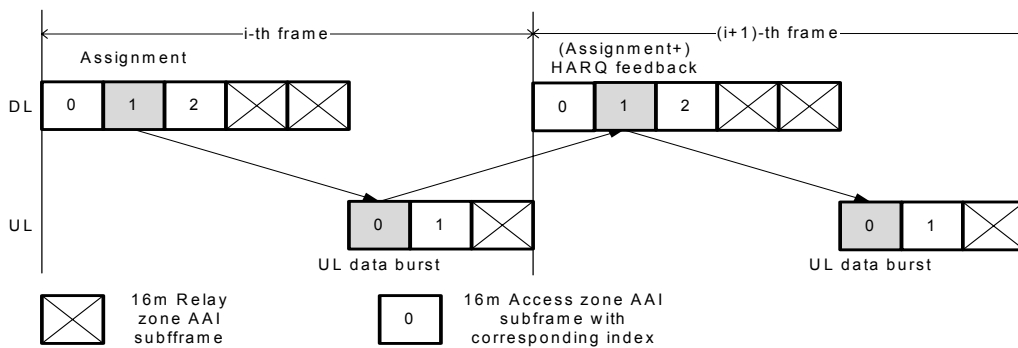 i-th frame
(i+1)-th frame
Assignment
(Assignment+)
HARQ feedback
DL
0 1 2
0 1 2
UL
0 1
0 1
UL data burst
UL data burst
16m Relay
zone AAI
subfframe
0
16m Access zone AAI
subframe with
corresponding index